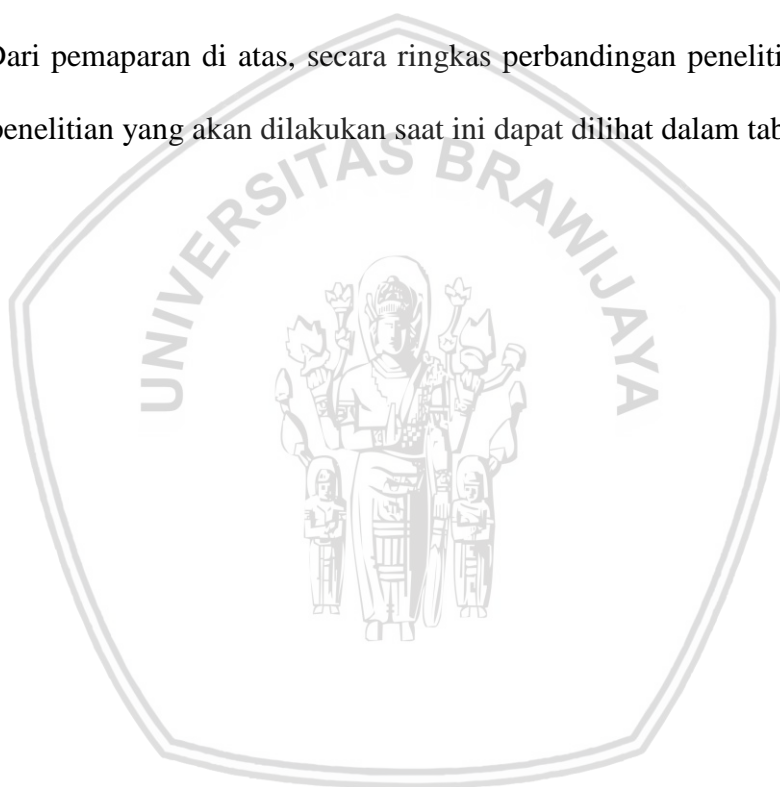 Dari pemaparan di atas, secara ringkas perbandingan peneliti
penelitian yang akan dilakukan saat ini dapat dilihat dalam tab
UNIVERSITAS BRAWIJAYA